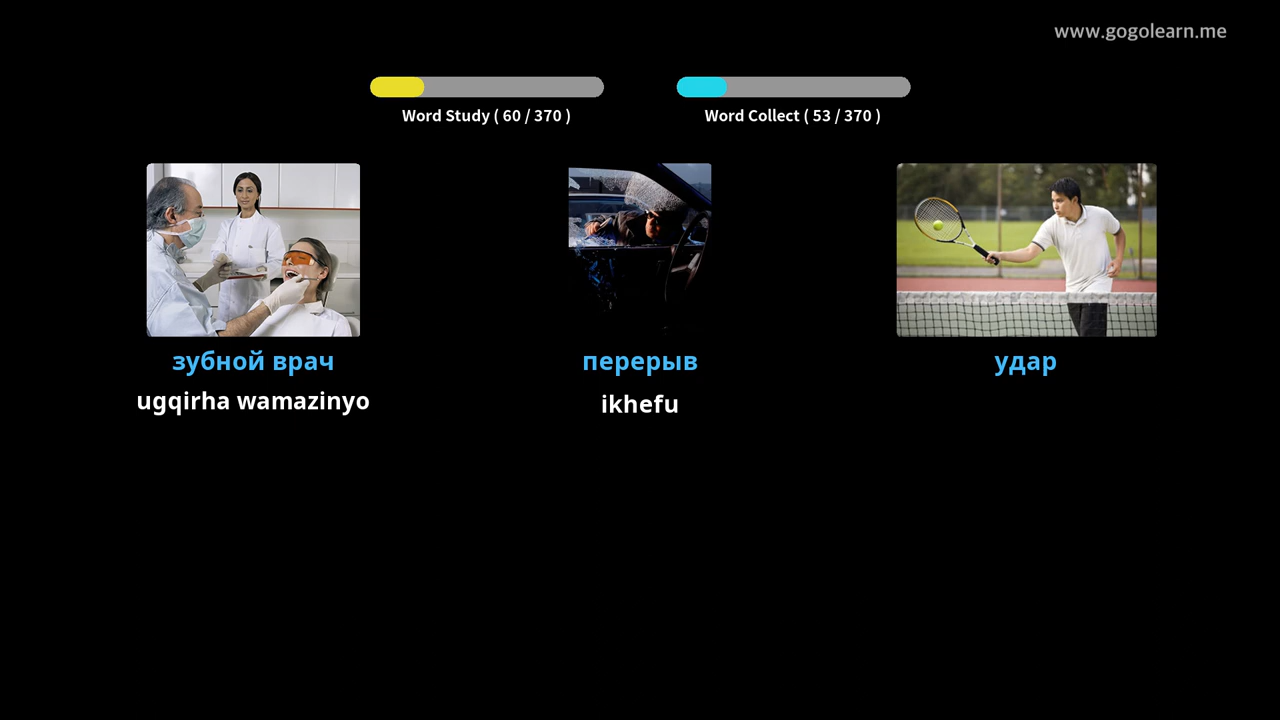 www.gogolearn.me
Word Study ( 60 / 370 )
Word Collect ( 53 / 370 )
зубной врач
перерыв
удар
ugqirha wamazinyo
ikhefu